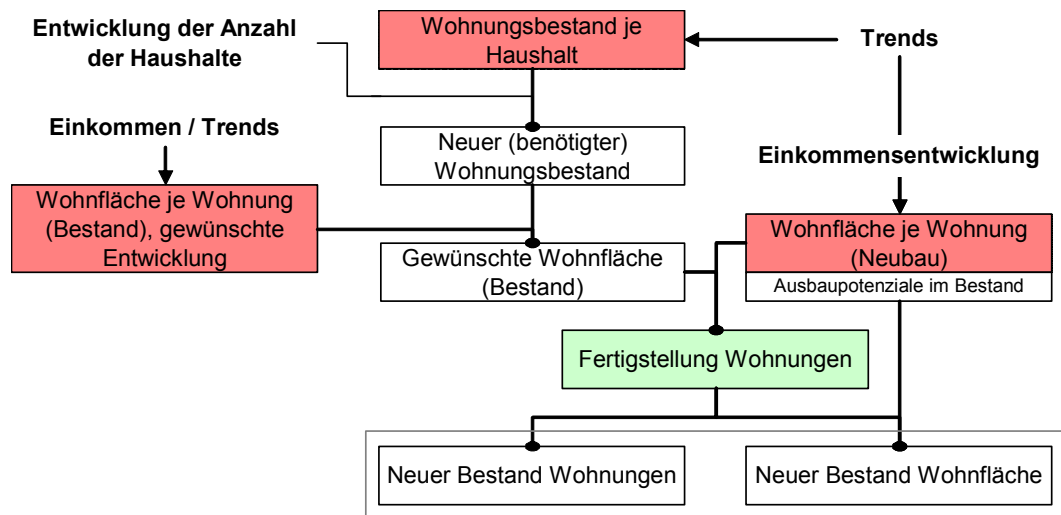 Entwicklung der Anzahl
der Haushalte
Wohnungsbestand je
Haushalt
Trends
Einkommen / Trends
Neuer (benötigter)
Wohnungsbestand
Einkommensentwicklung
Wohnfläche je Wohnung
(Bestand), gewünschte
Entwicklung
Gewünschte Wohnfläche
(Bestand)
Wohnfläche je Wohnung
(Neubau)
Ausbaupotenziale im Bestand
Fertigstellung Wohnungen
Neuer Bestand Wohnungen
Neuer Bestand Wohnfläche